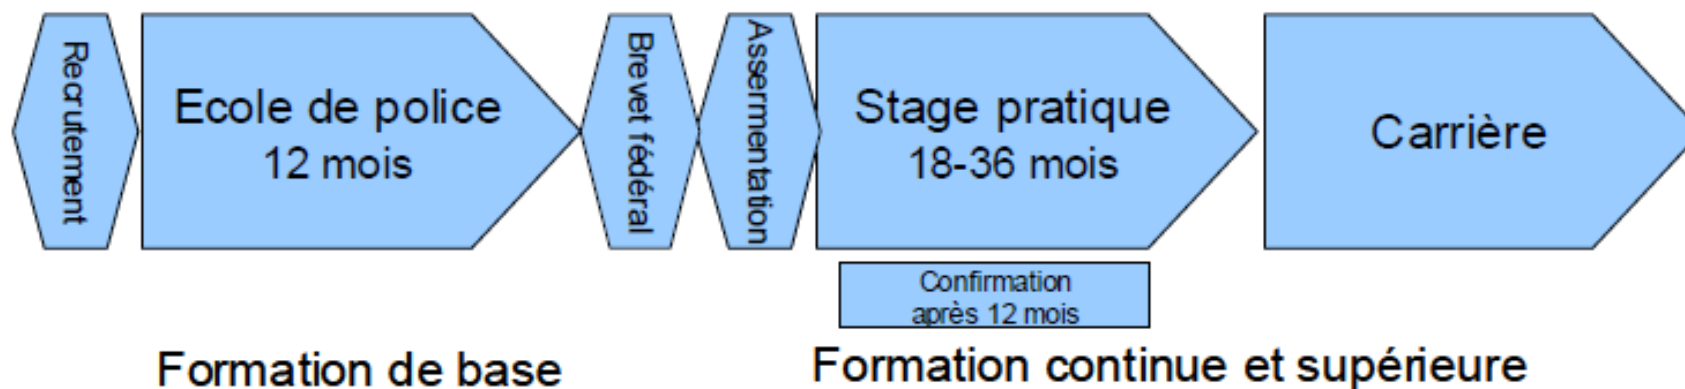 Recrutement
Ecole de police
12 mois
Brevet fédéral
Assermentation
Stage pratique
18-36 mois
Carrière
Confirmation
après 12 mois
Formation de base
Formation continue et supérieure